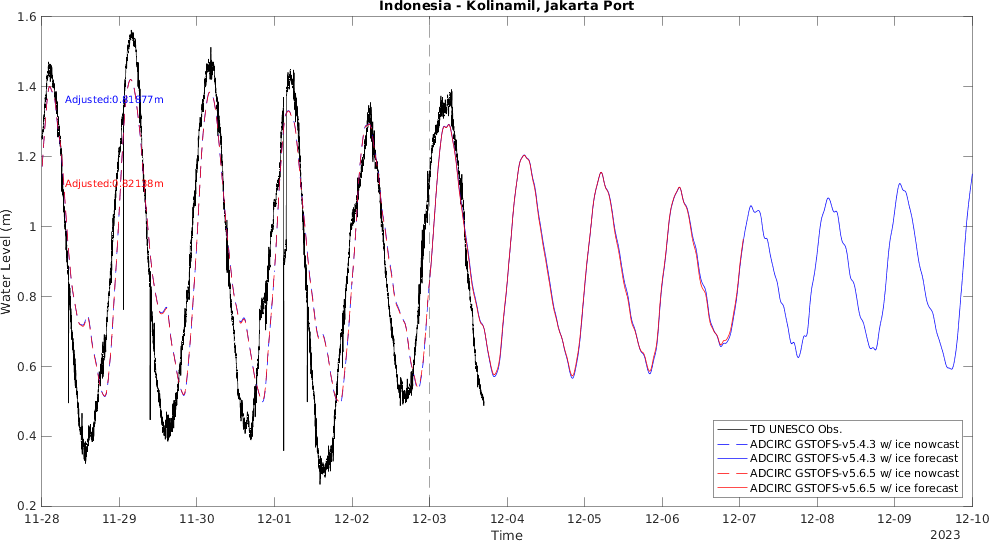 Indonesia - Kolinamil, Jakarta Port
1.6
1.4
1.2
1
0.8
0.6
0.4
0.2
Water Level (m)
Adjusted:0.81877m
Adjusted:0.82138m
TD UNESCO Obs.
ADCIRC GSTOFS-v5.4.3 w/ ice nowcast
ADCIRC GSTOFS-v5.4.3 w/ ice forecast
ADCIRC GSTOFS-v5.6.5 w/ ice nowcast
ADCIRC GSTOFS-v5.6.5 w/ ice forecast
11-28 11-29 11-30 12-01 12-02 12-03 12-04 12-05 12-06 12-07 12-08 12-09 12-10
Time
2023